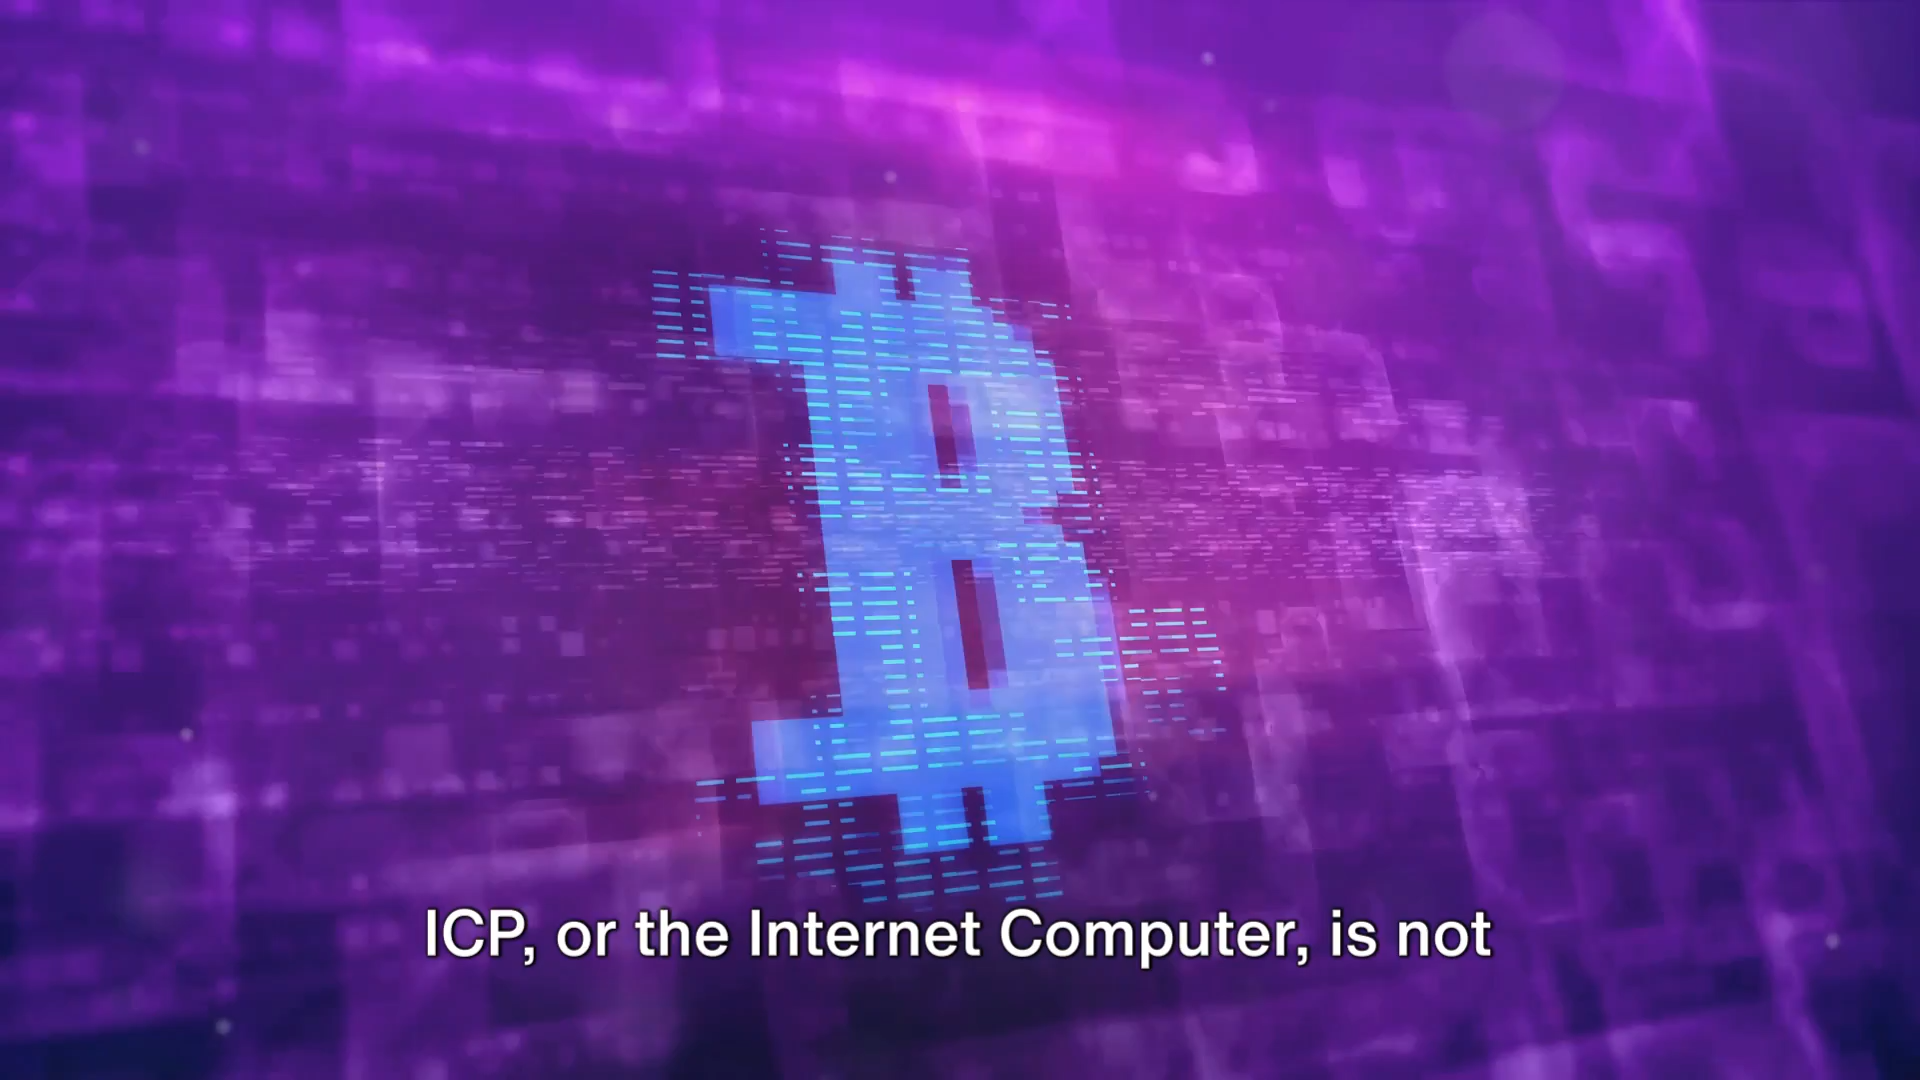 ICP, or the Internet Computer, is not